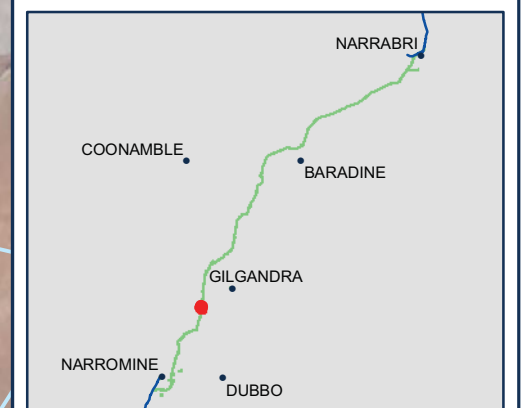 NARRABRI
COONAMBLE
BARADINE
GILGANDRA
NARROMINE
DUBBO